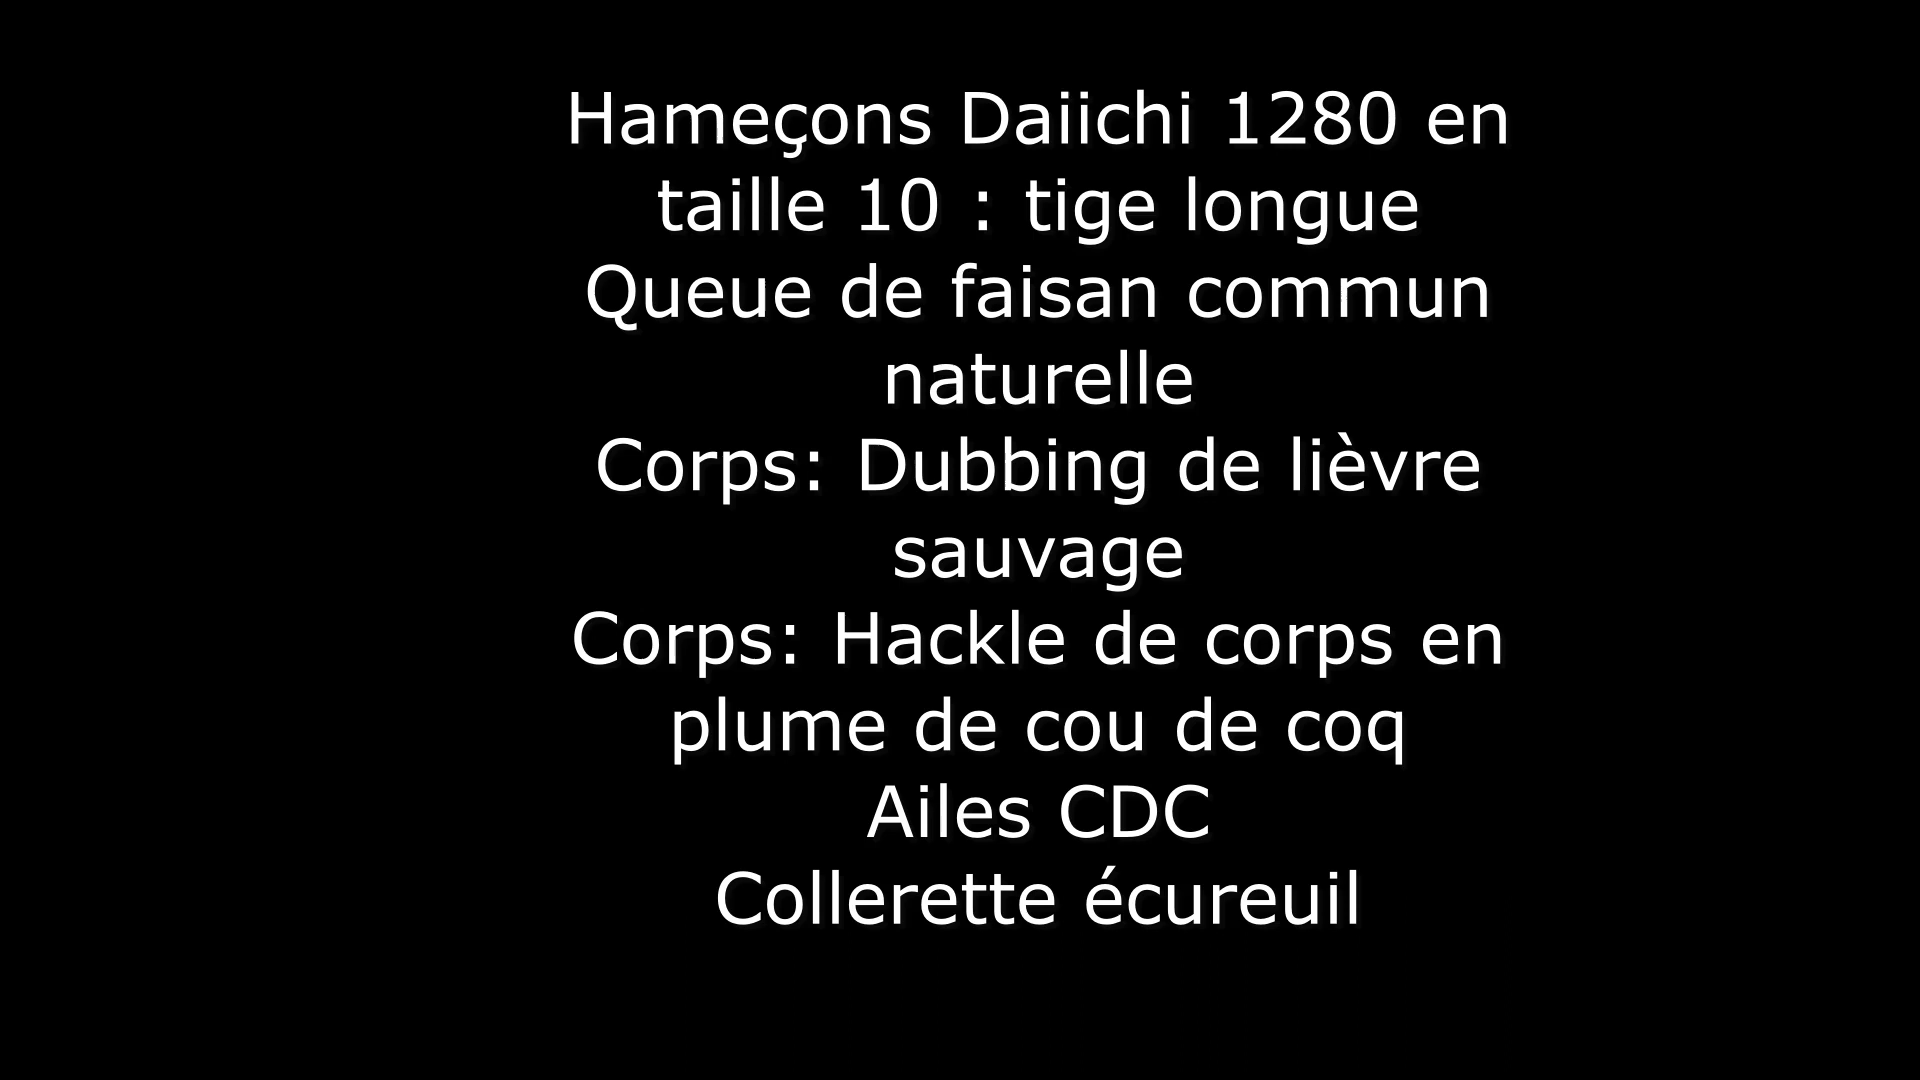 Hameçons Daiichi 1280 en
taille 10 : tige longue
Queue de faisan commun
naturelle
Corps: Dubbing de lièvre
sauvage
Corps: Hackle de corps en
plume de cou de coq
Ailes CDC
Collerette écureuil